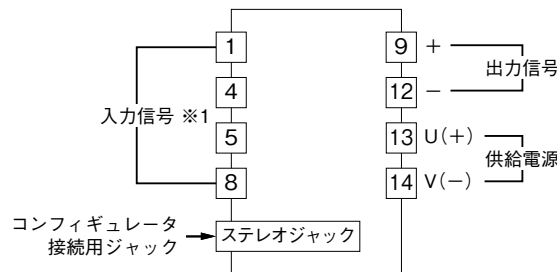 1
4
5
8
入力信号 ※1
9 +
12 −
出力信号
13 U(+)
14 V(−)
供給電源
コンフィギュレータ
接続用ジャック
ステレオジャック